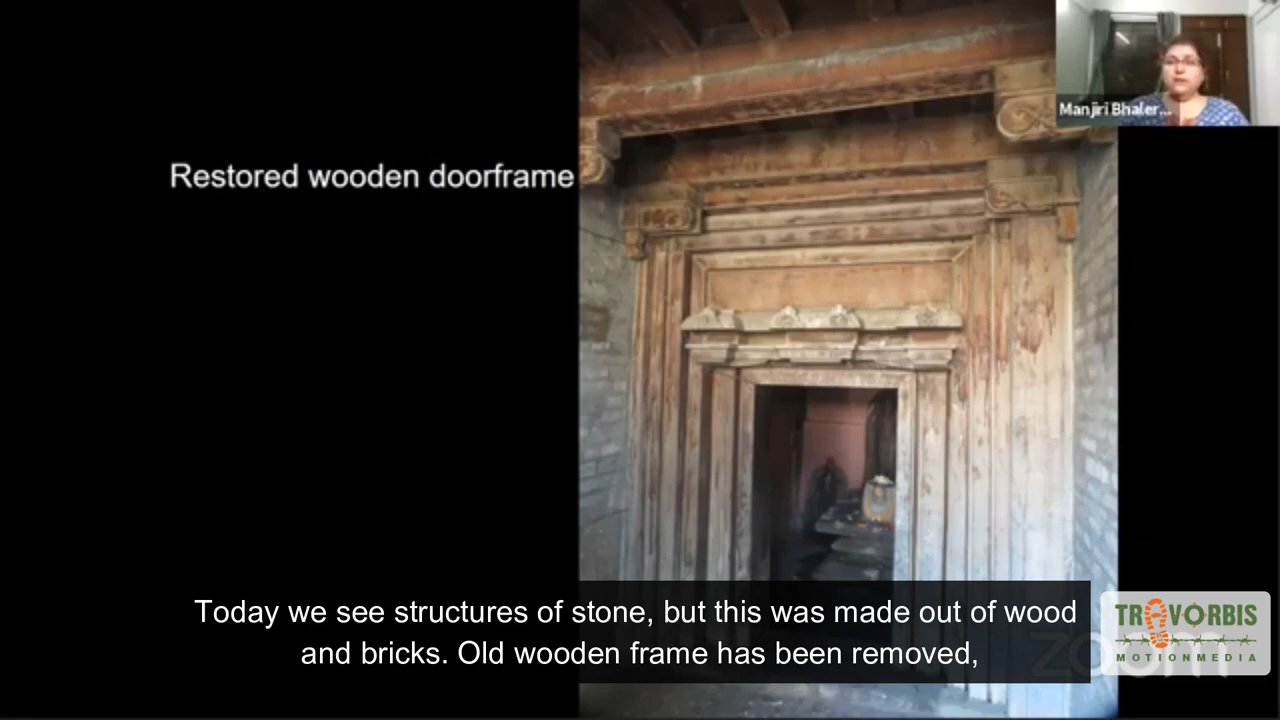 Manjiri Bhaler...
Restored wooden doorframe
Today we see structures of stone, but this was made out of wood
and bricks. Old wooden frame has been removed,
zoom
TRAVORBIS
MOTIONMEDIA